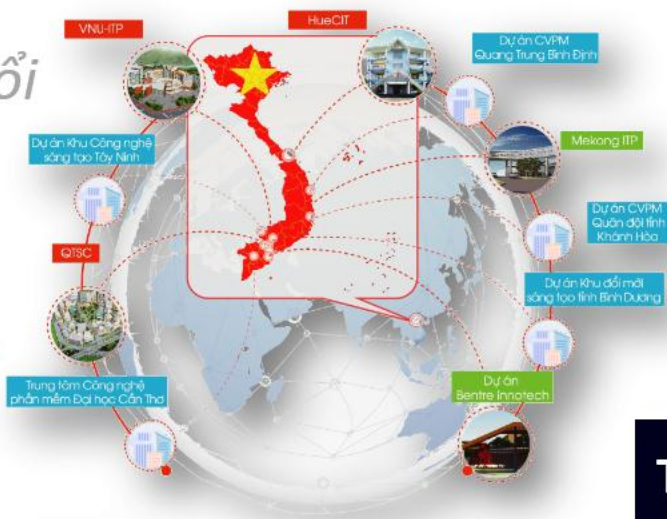 ổi
VNU-ITP
HueCIT
Dự án CVPM
Quang Trung Bình Định
Dự án Khu Công nghệ
sáng tạo Tây Ninh
Mekong ITP
Dự án CVPM
Quân đội tỉnh
Khánh Hòa
QTSC
Dự án Khu đổi mới
sáng tạo tỉnh Bình Dương
Trung tâm Công nghệ
phần mềm Đại học Cần Thơ
Dự án
Bentre Innotech
T